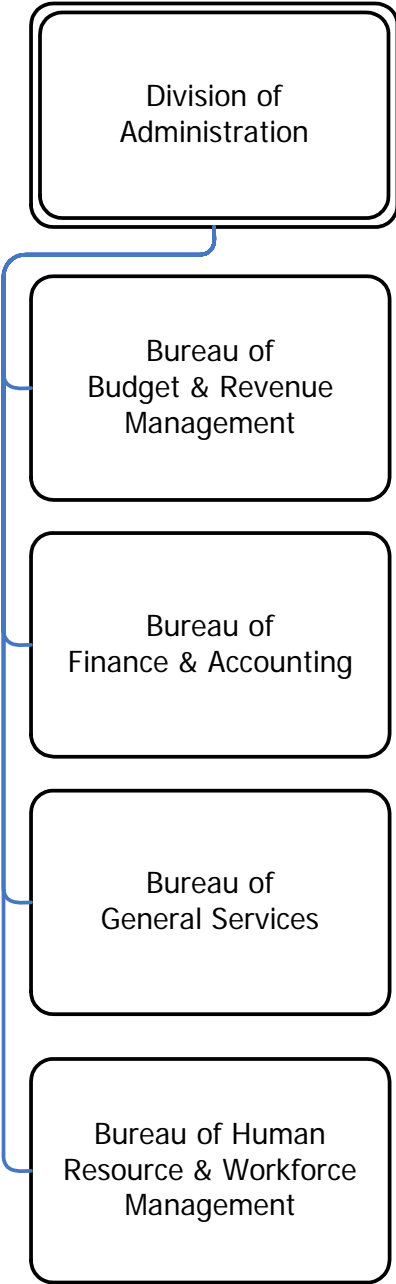 Division of
Administration
Bureau of
Budget & Revenue
Management
Bureau of
Finance & Accounting
Bureau of
General Services
Bureau of Human
Resource & Workforce
Management